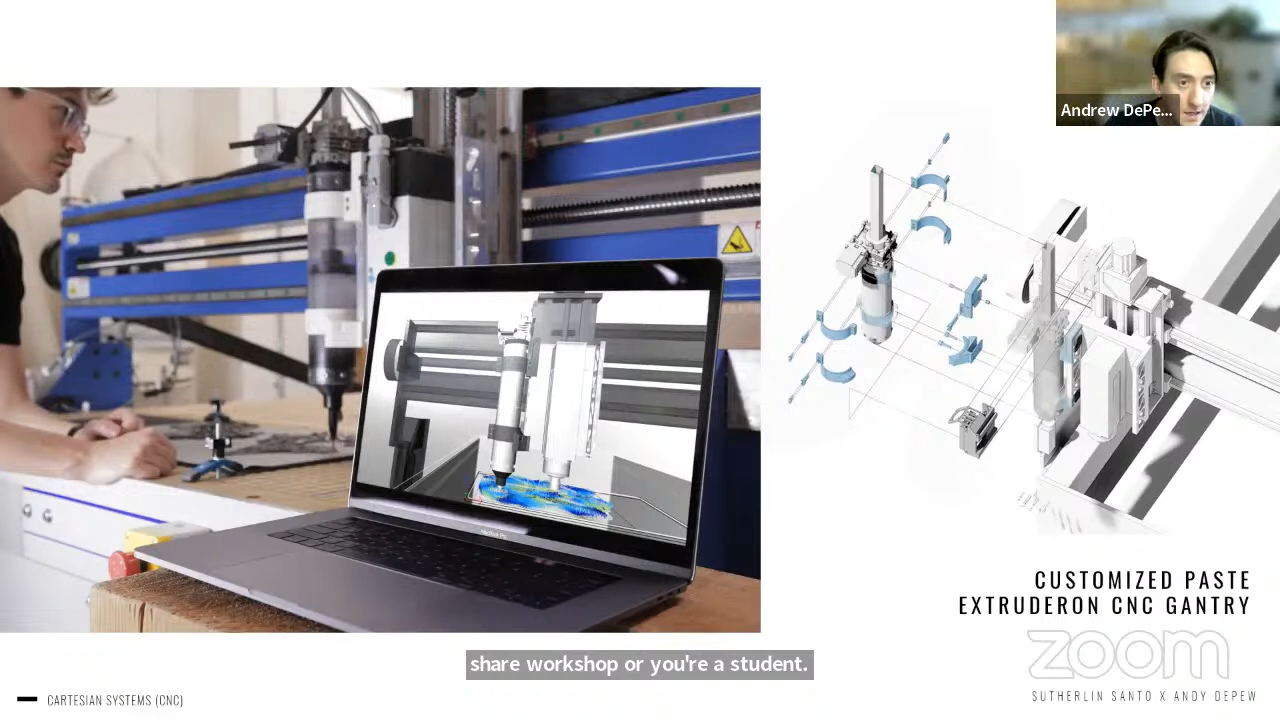 Andrew DePe...
CUSTOMIZED PASTE
EXTRUDERON CNC GANTRY
zoom
share workshop or you're a student.
CARTESIAN SYSTEMS (CNC)
SUTHERLIN SANTO X ANDY DEPEW